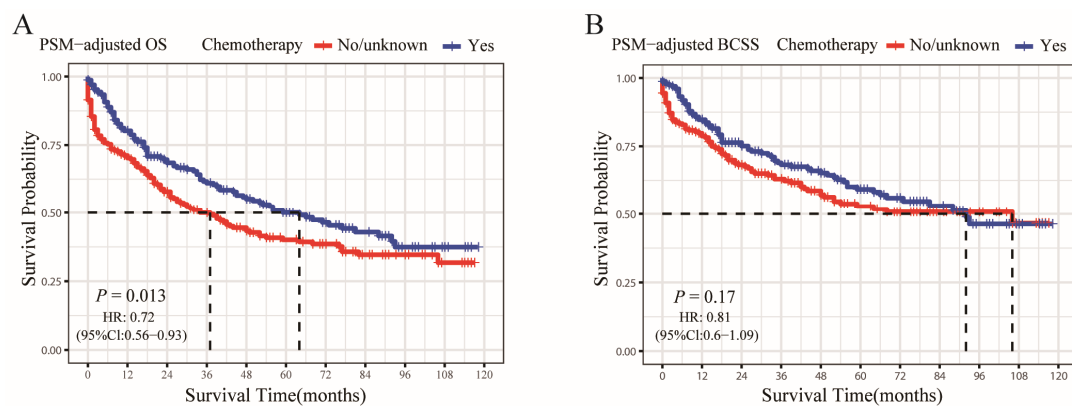 A
PSM−adjusted OS Chemotherapy No/unknown Yes
Survival Probability
1.00
0.75
0.50
0.25
0.00
P = 0.013
HR: 0.72
(95%Cl:0.56−0.93)
0 12 24 36 48 60 72 84 96 108 120
Survival Time(months)
B
PSM−adjusted BCSS Chemotherapy No/unknown Yes
Survival Probability
1.00
0.75
0.50
0.25
0.00
P = 0.17
HR: 0.81
(95%Cl:0.6−1.09)
0 12 24 36 48 60 72 84 96 108 120
Survival Time(months)